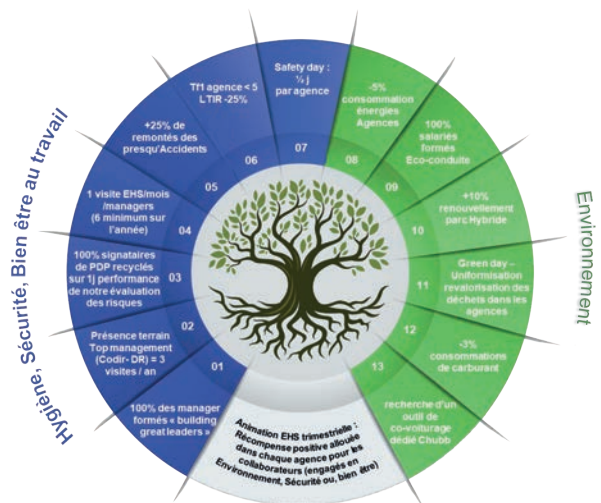 Hygiène, Sécurité, Bien être au travail
100% des manager
formés « building
great leaders »
01
Présence terrain
Top management
(Codir- DR) = 3
visites / an
02
100% signataires
de PDP recyclés
sur 1j performance
de notre évaluation
des risques
03
1 visite EHS/mois
/managers
(6 minimum sur
l'année)
04
+25% de
remontés des
presqu'Accidents
05
Tf1 agence < 5
LTIR -25%
06
Safety day :
½ j
par agence
07
-5%
consommation
énergies
Agences
08
100%
salariés
formés
Eco-conduite
09
+10%
renouvellement
parc Hybride
10
Green day –
Uniformisation
revalorisation des
déchets dans les
agences
11
-3%
consommations
de carburant
12
recherche d'un
outil de
co-voiturage
dédié Chubb
13
Environnement
Animation EHS trimestrielle :
Récompense positive allouée
dans chaque agence pour les
collaborateurs (engagés en
Environnement, Sécurité ou, bien être)